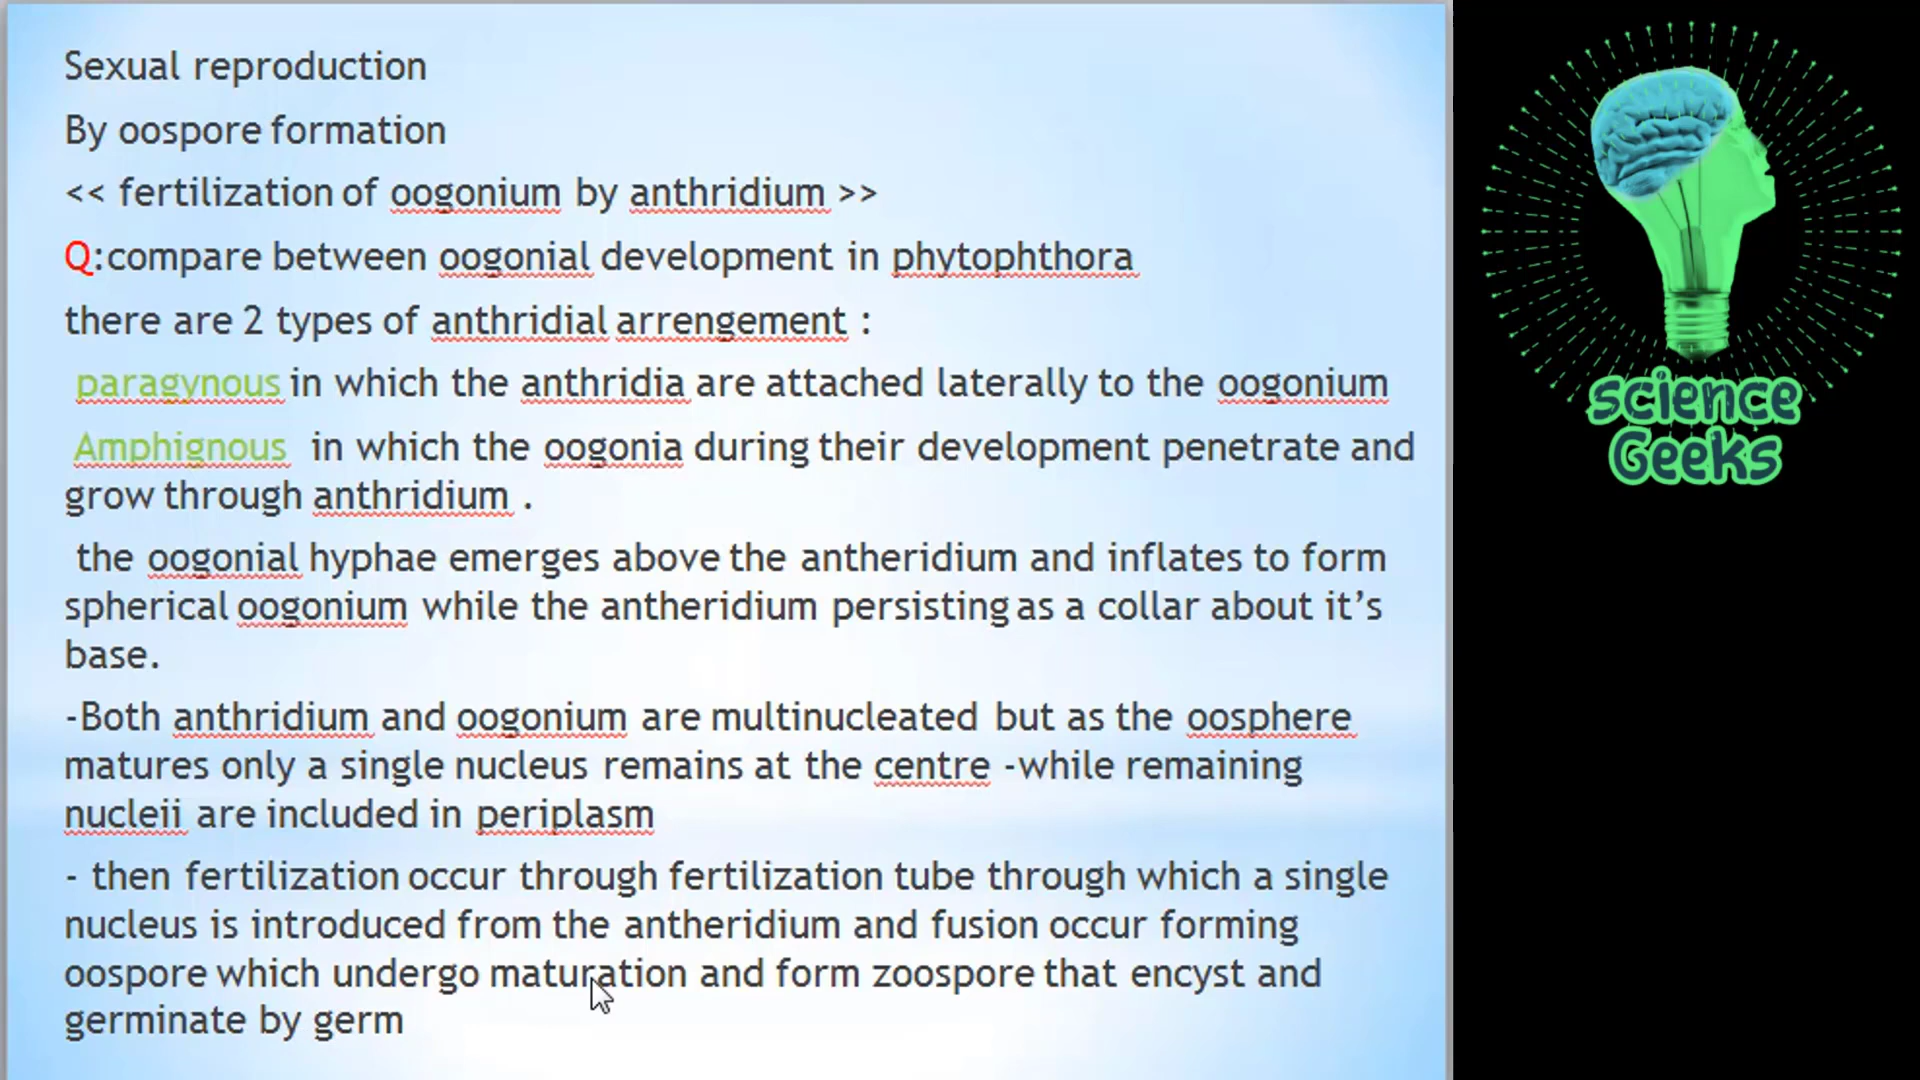 Sexual reproduction
By oospore formation
<< fertilization of oogonium by anthridium >>
Q:compare between oogonial development in phytophthora
there are 2 types of anthridial arrengement :
paragynous in which the anthridia are attached laterally to the oogonium
Amphignous in which the oogonia during their development penetrate and
grow through anthridium .
the oogonial hyphae emerges above the antheridium and inflates to form
spherical oogonium while the antheridium persisting as a collar about it's
base.
-Both anthridium and oogonium are multinucleated but as the oosphere
matures only a single nucleus remains at the centre -while remaining
nucleii are included in periplasm
- then fertilization occur through fertilization tube through which a single
nucleus is introduced from the antheridium and fusion occur forming
oospore which undergo maturation and form zoospore that encyst and
germinate by germ
science
Geeks